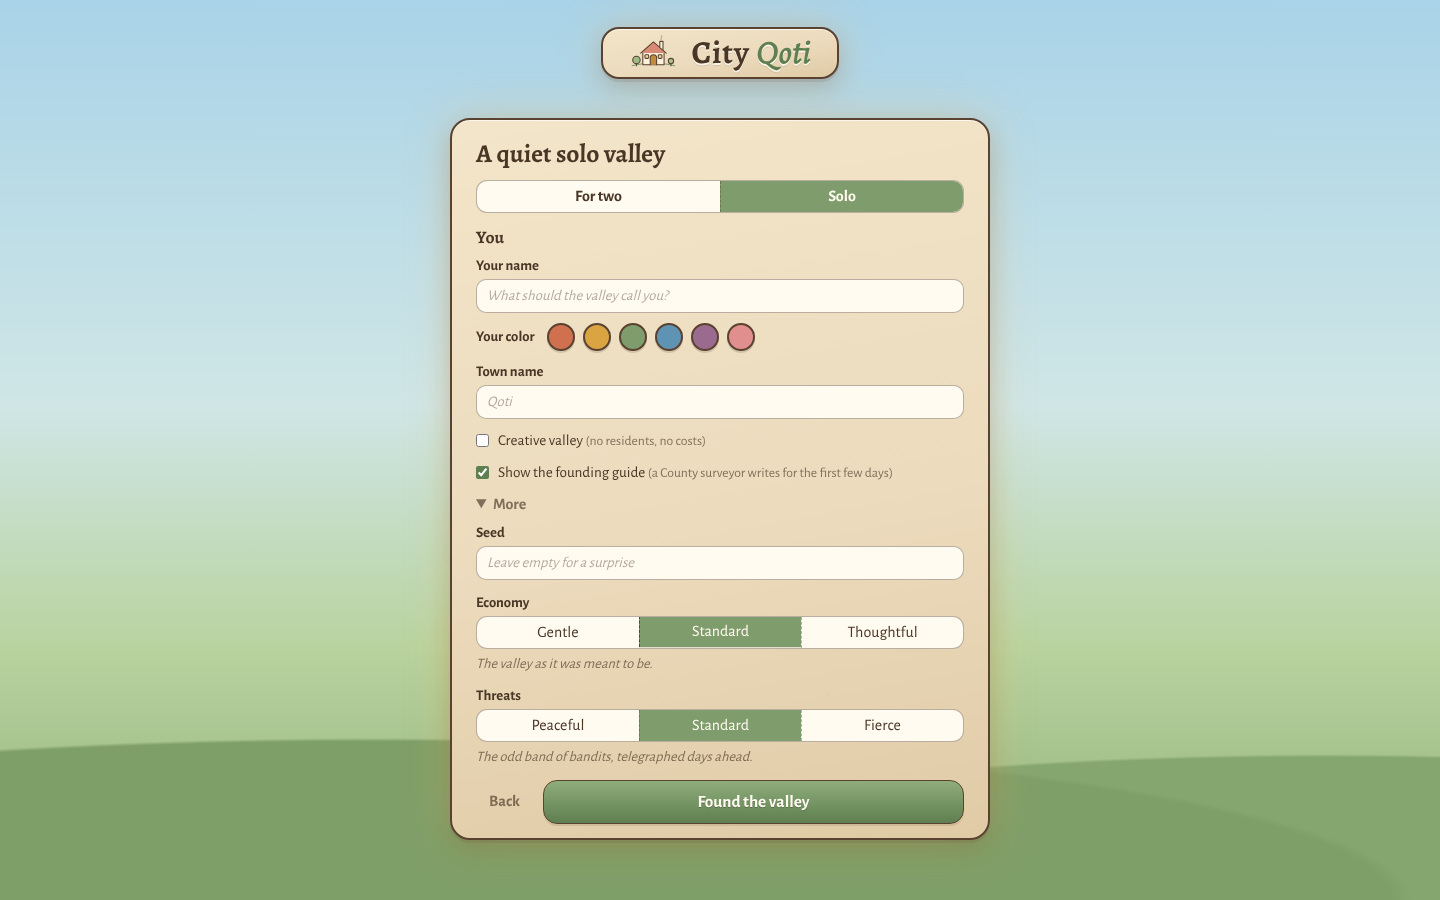 City Qoti
A quiet solo valley
For two
Solo
You
Your name
What should the valley call you?
Your color
Town name
Qoti
Creative valley (no residents, no costs)
Show the founding guide (a County surveyor writes for the first few days)
More
Seed
Leave empty for a surprise
Economy
Gentle
Standard
Thoughtful
The valley as it was meant to be.
Threats
Peaceful
Standard
Fierce
The odd band of bandits, telegraphed days ahead.
Back
Found the valley